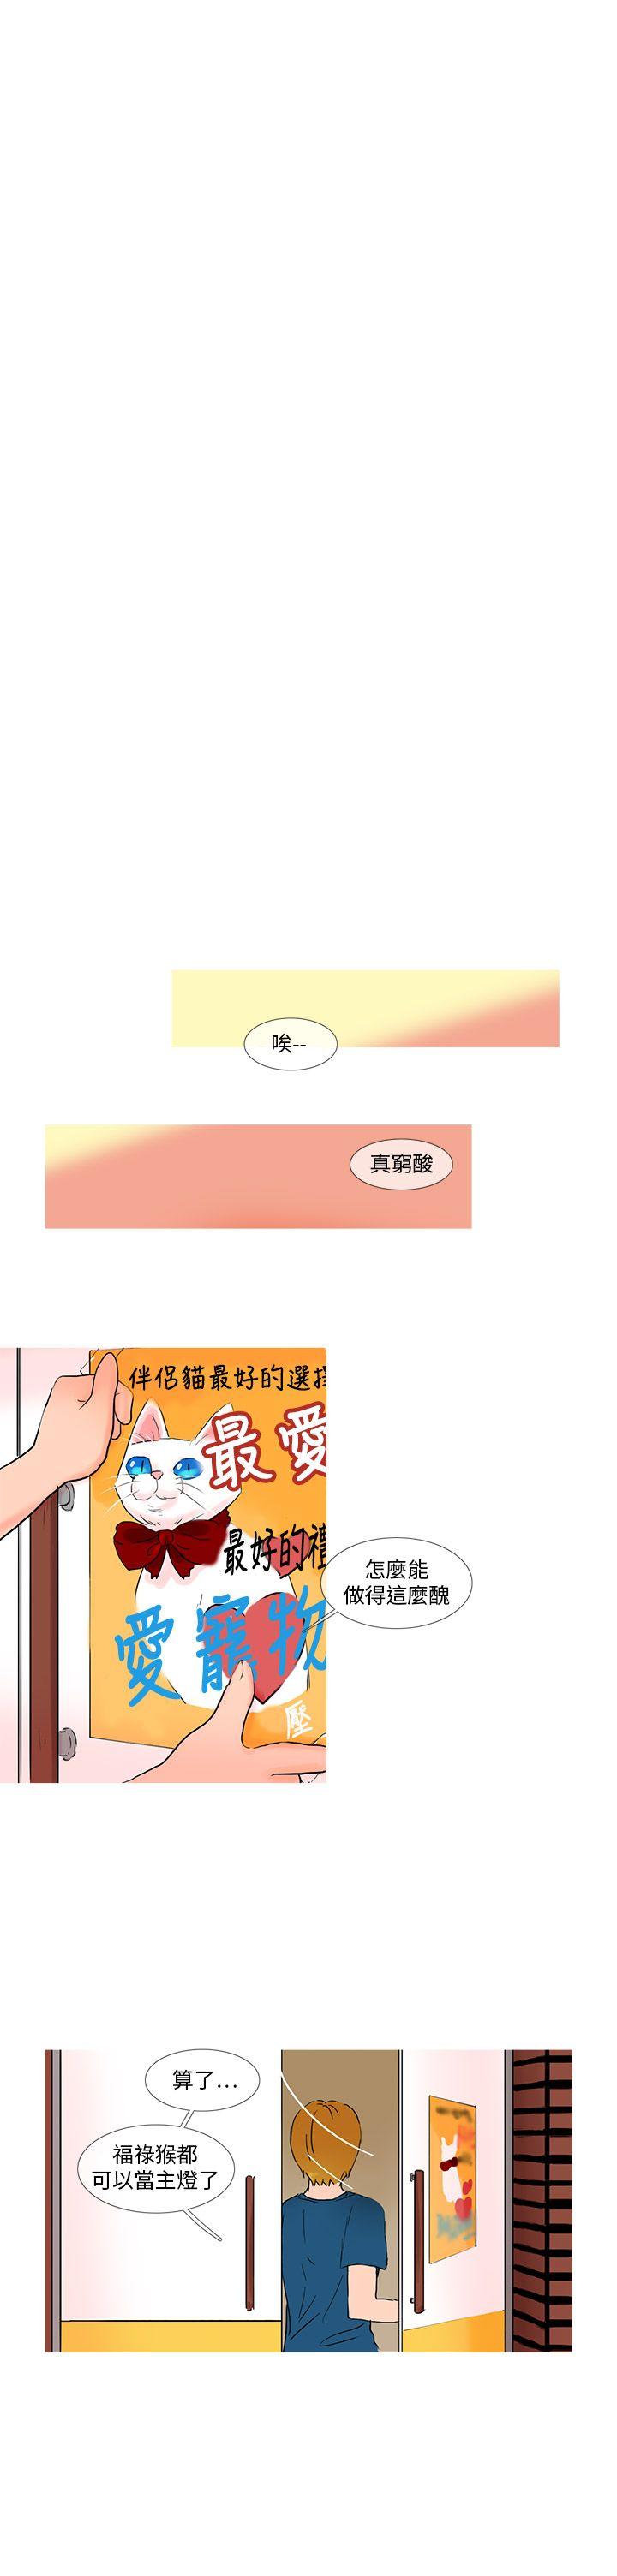 唉--
真窮酸
伴侶貓最好的選擇
最愛
最好的禮
愛寵物
壓
怎麼能
做得這麼醜
算了...
福祿猴都
可以當主燈了